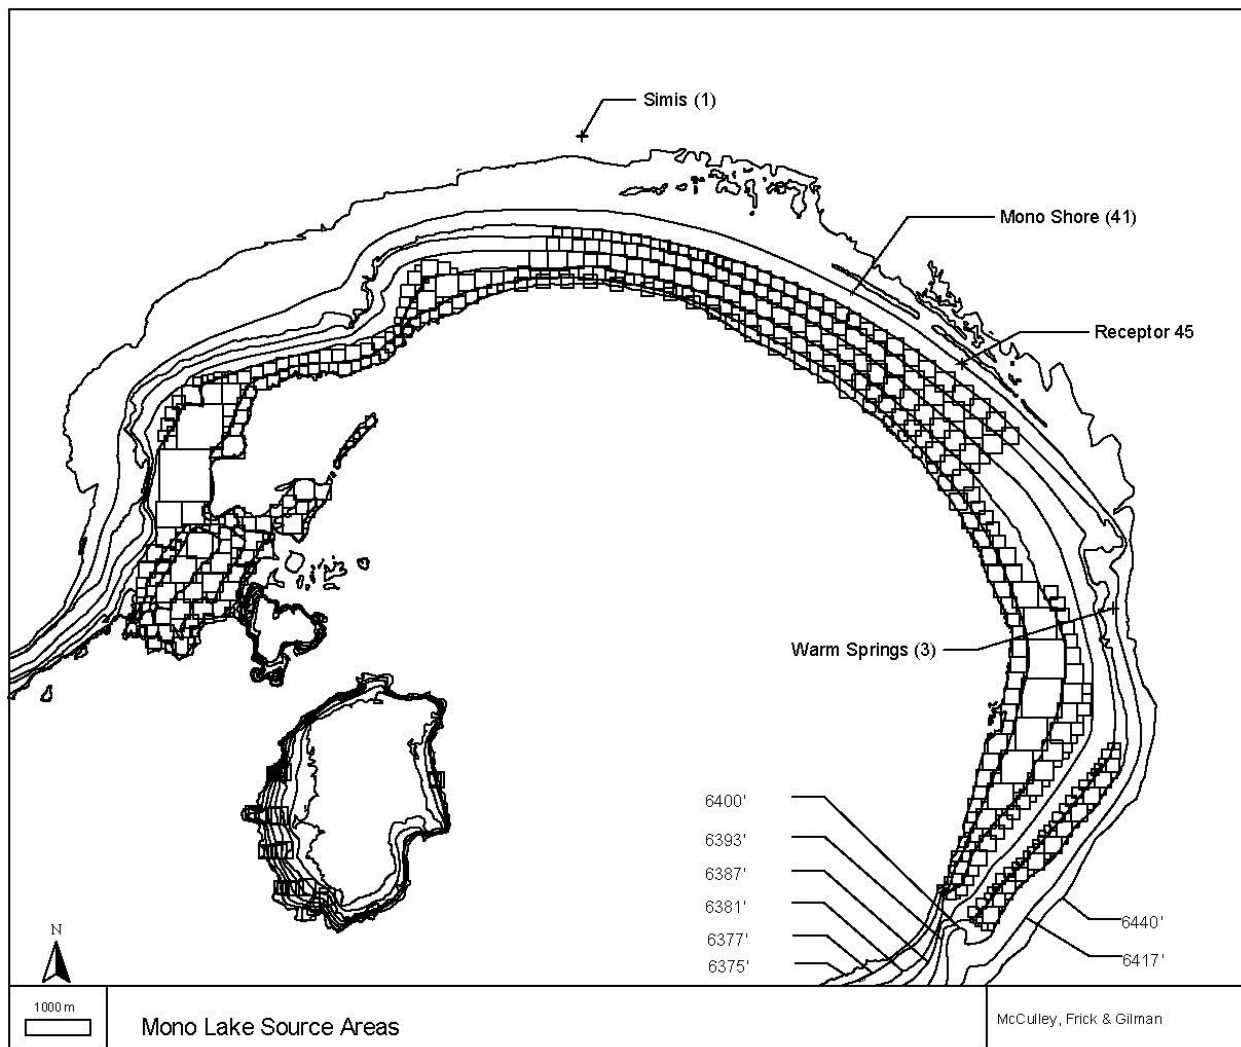 Simis (1)
Mono Shore (41)
Receptor 45
Warm Springs (3)
6400'
6393'
6387'
6381'
6377'
6375'
6440'
6417'
N
1000 m
Mono Lake Source Areas
McCulley, Frick & Gilman